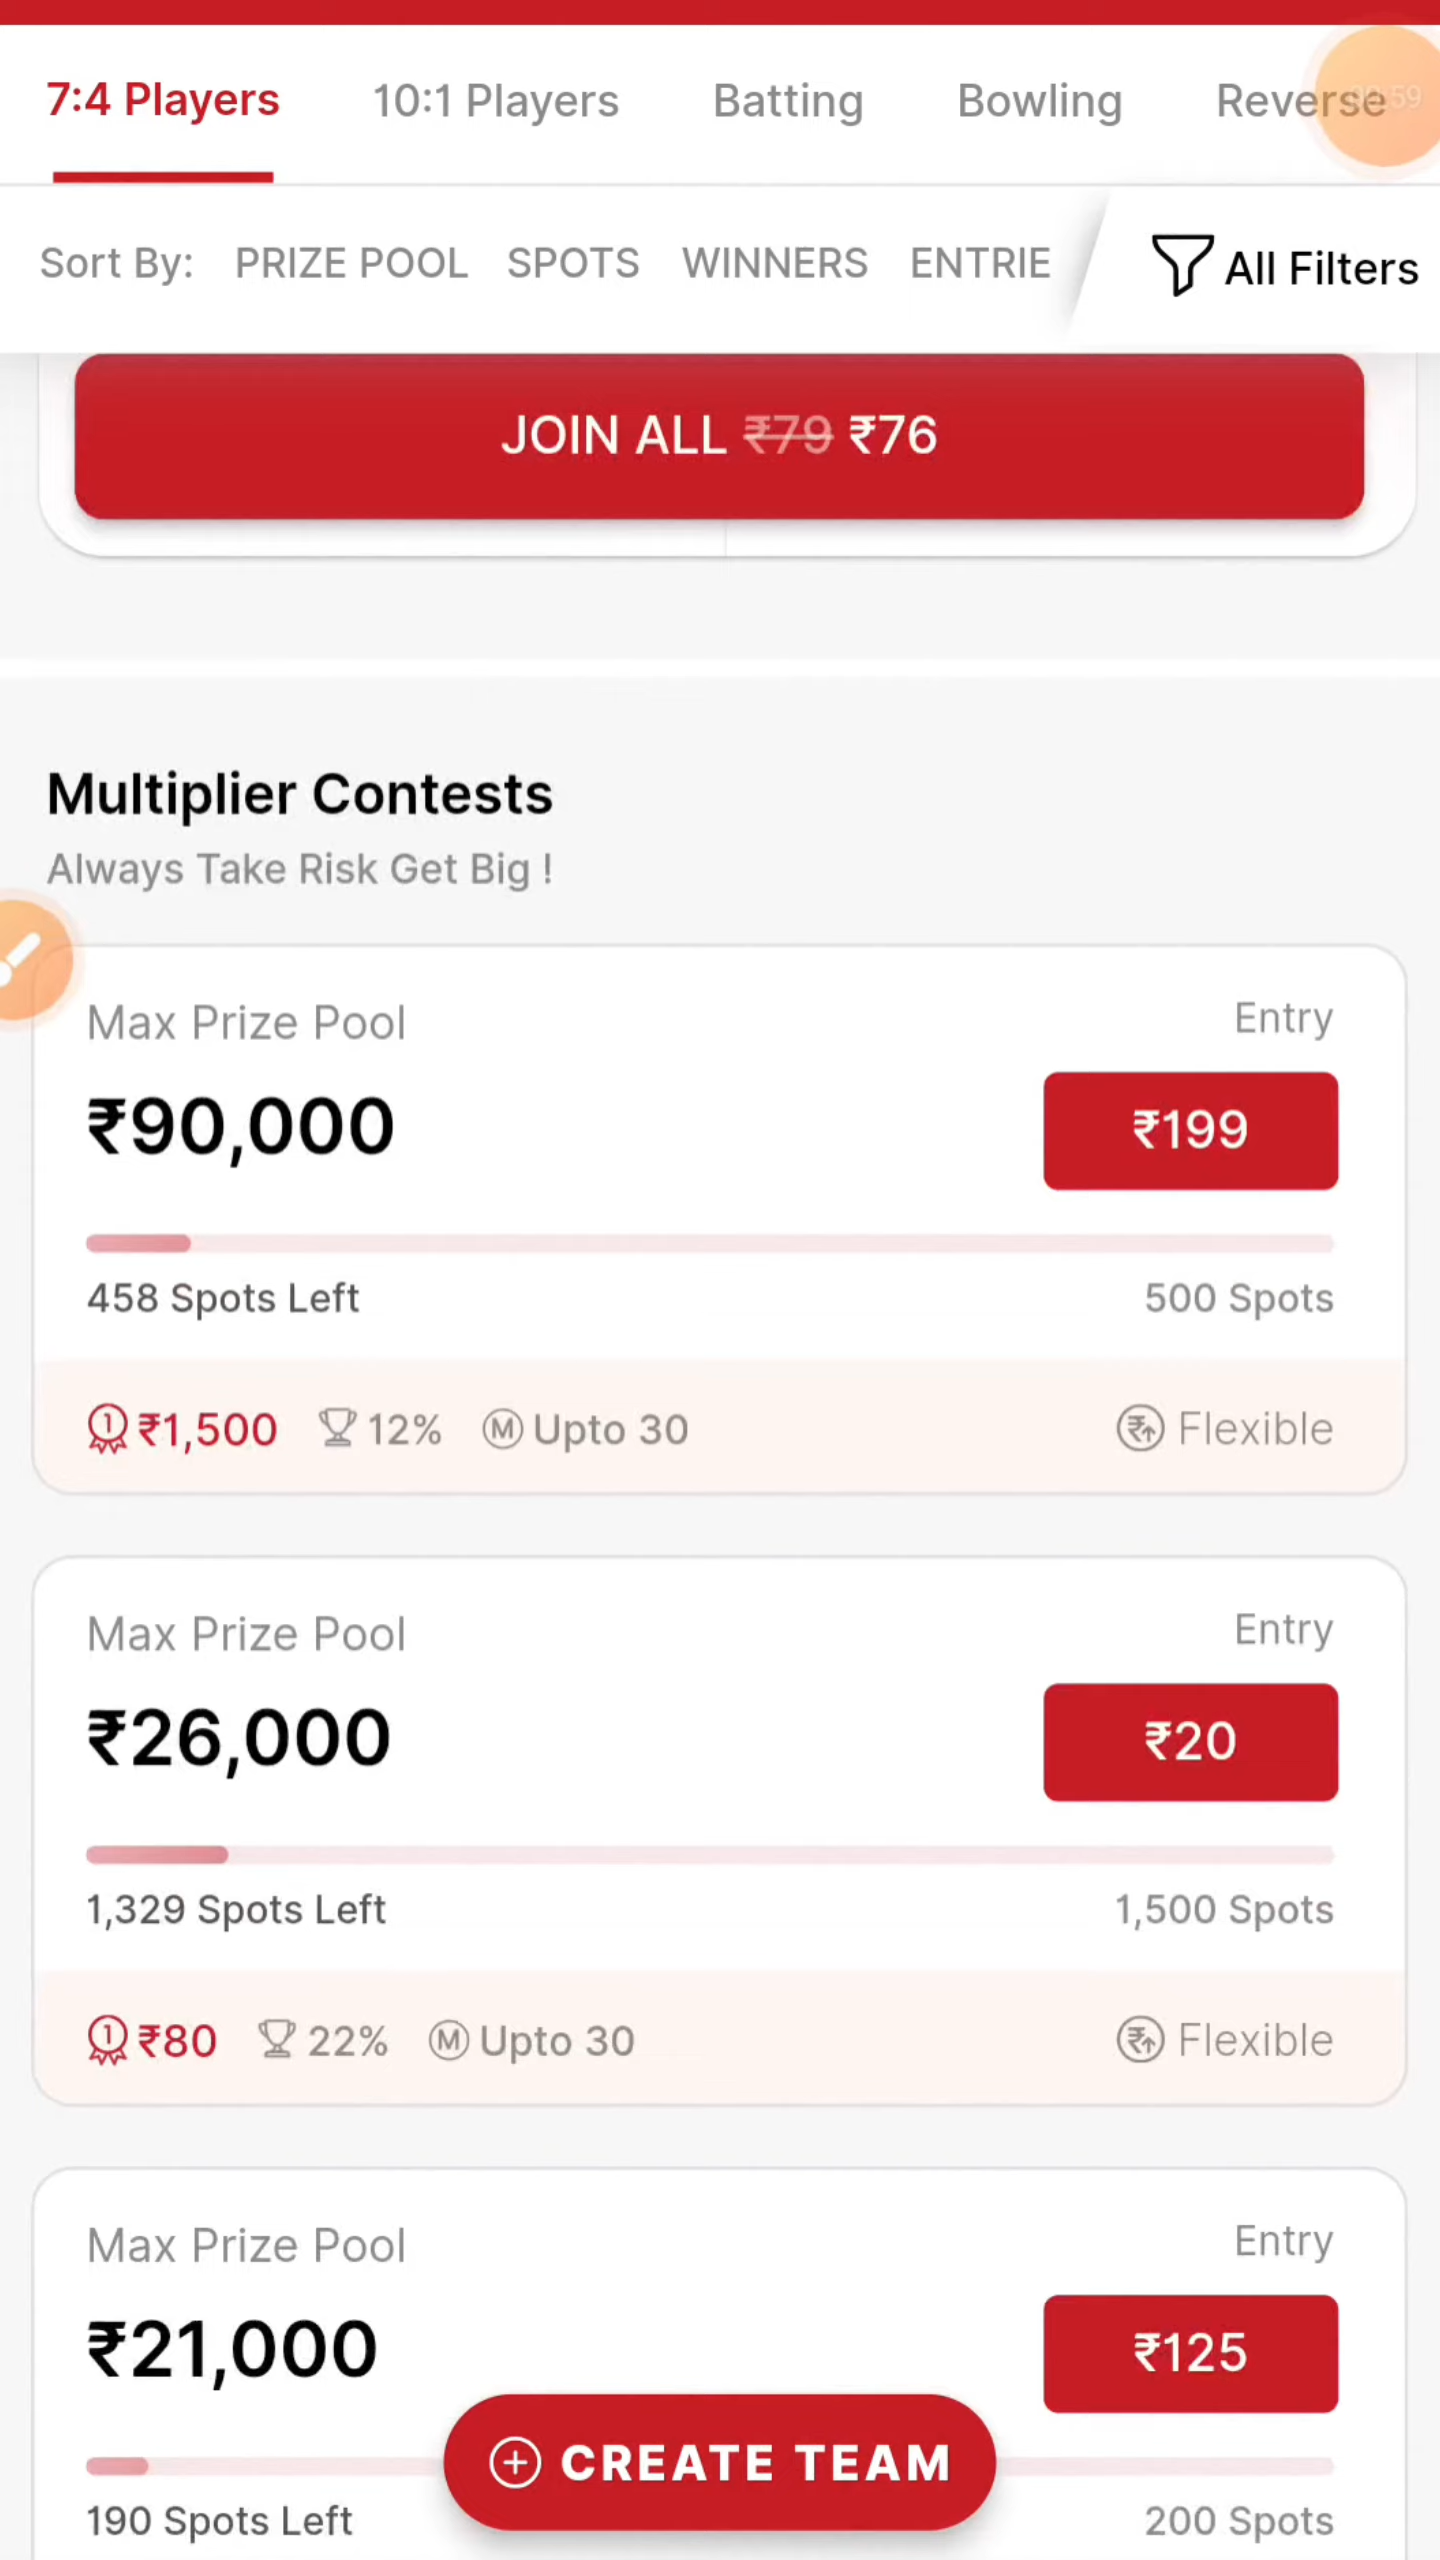 7:4 Players 10:1 Players Batting Bowling Reverse
Sort By: PRIZE POOL SPOTS WINNERS ENTRIE All Filters
JOIN ALL ₹79 ₹76
Multiplier Contests
Always Take Risk Get Big !
Max Prize Pool Entry
₹90,000 ₹199
458 Spots Left 500 Spots
1 ₹1,500 12% M Upto 30 Flexible
Max Prize Pool Entry
₹26,000 ₹20
1,329 Spots Left 1,500 Spots
1 ₹80 22% M Upto 30 Flexible
Max Prize Pool Entry
₹21,000 ₹125
CREATE TEAM
190 Spots Left 200 Spots